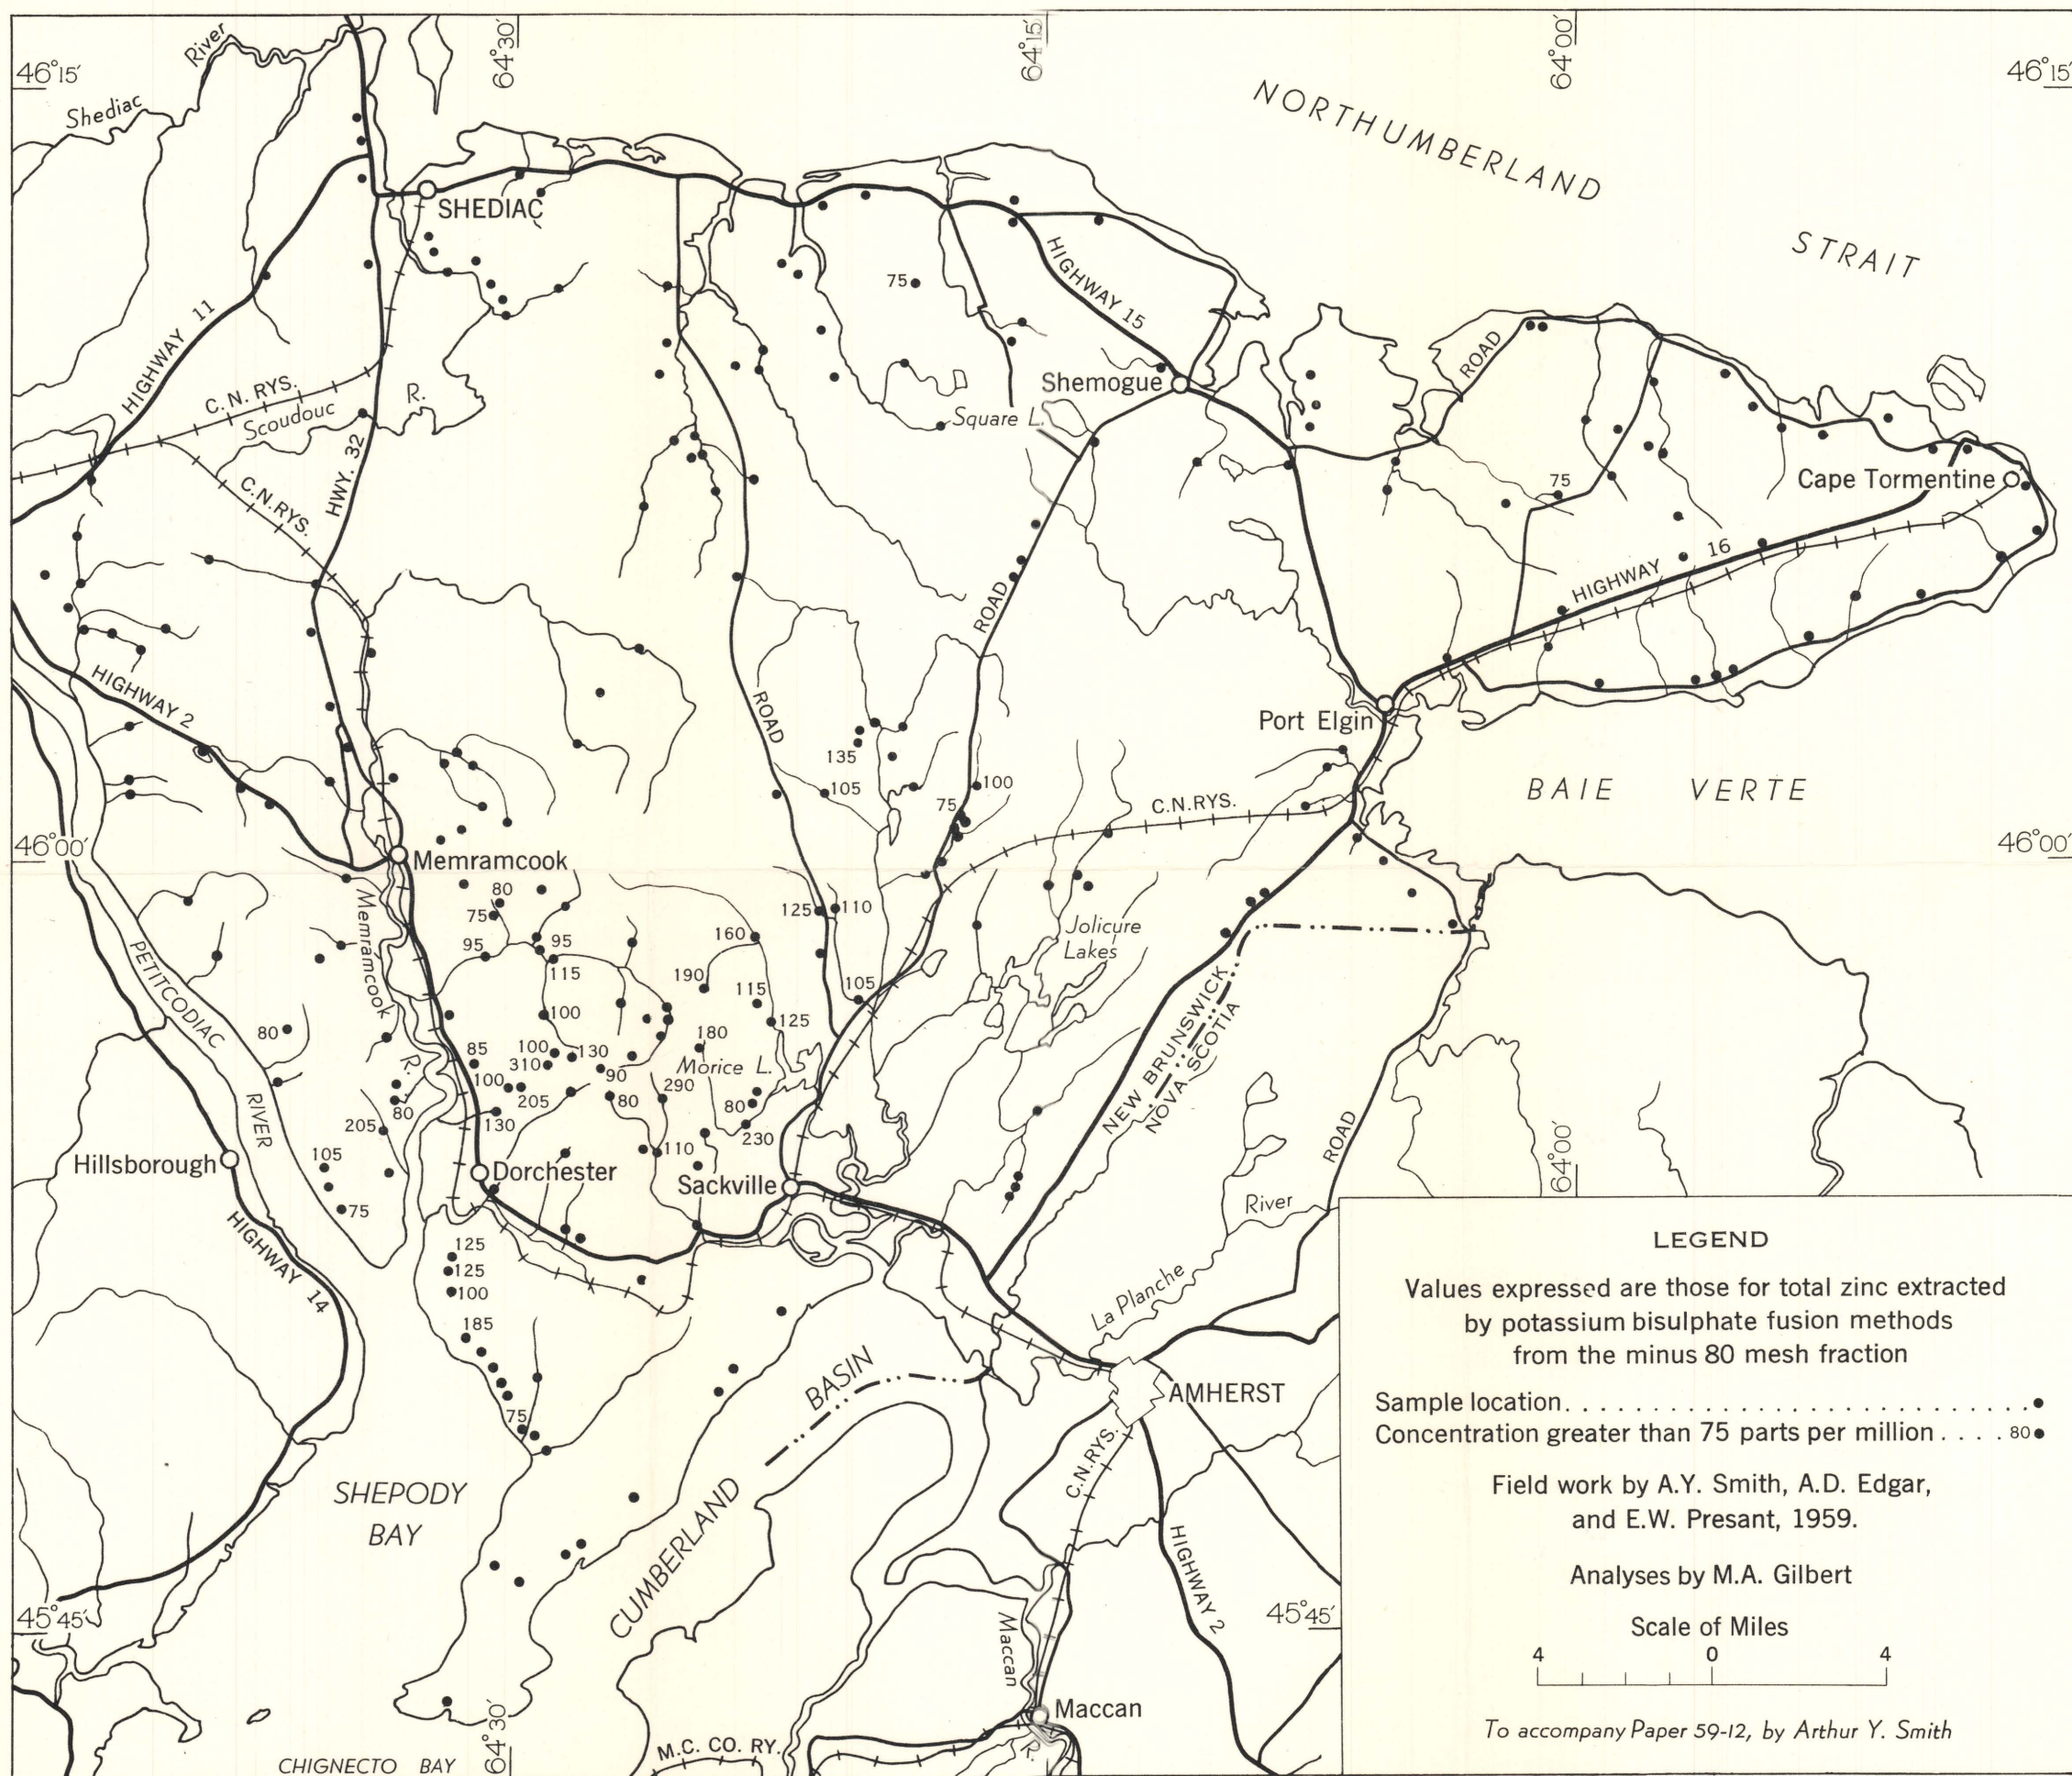 River
64°30′
64°15′
64°00′
46°15′
46°15′
Shediac
NORTHUMBERLAND
STRAIT
SHEDIAC
HIGHWAY 15
75
HIGHWAY 11
C.N. RYS.
Scoudouc
R.
Shemogue
ROAD
Square L.
HWY. 32
C.N.RYS.
75
Cape Tormentine
HIGHWAY 16
ROAD
HIGHWAY 2
ROAD
Port Elgin
135
105
100
75
C.N.RYS.
BAIE VERTE
46°00′
46°00′
Memramcook
80
75
Memramcook
R.
125
110
95
95
115
160
Jolicure
Lakes
PETITCODIAC
RIVER
190
115
105
100
125
80
180
NEW BRUNSWICK
NOVA SCOTIA
85
100
130
310
Morice L.
100
90
290
205
80
80
80
205
130
230
ROAD
64°00′
105
110
Hillsborough
Dorchester
Sackville
75
River
HIGHWAY 14
125
125
100
La Planche
185
BASIN
AMHERST
75
C.N.RYS.
SHEPODY
BAY
CUMBERLAND
HIGHWAY 2
45°45′
45°45′
Maccan
R.
Maccan
64°30′
M.C. CO. RY.
CHIGNECTO BAY
LEGEND
Values expressed are those for total zinc extracted
by potassium bisulphate fusion methods
from the minus 80 mesh fraction
Sample location
Concentration greater than 75 parts per million . . . . 80
Field work by A.Y. Smith, A.D. Edgar,
and E.W. Presant, 1959.
Analyses by M.A. Gilbert
Scale of Miles
4 0 4
To accompany Paper 59-12, by Arthur Y. Smith